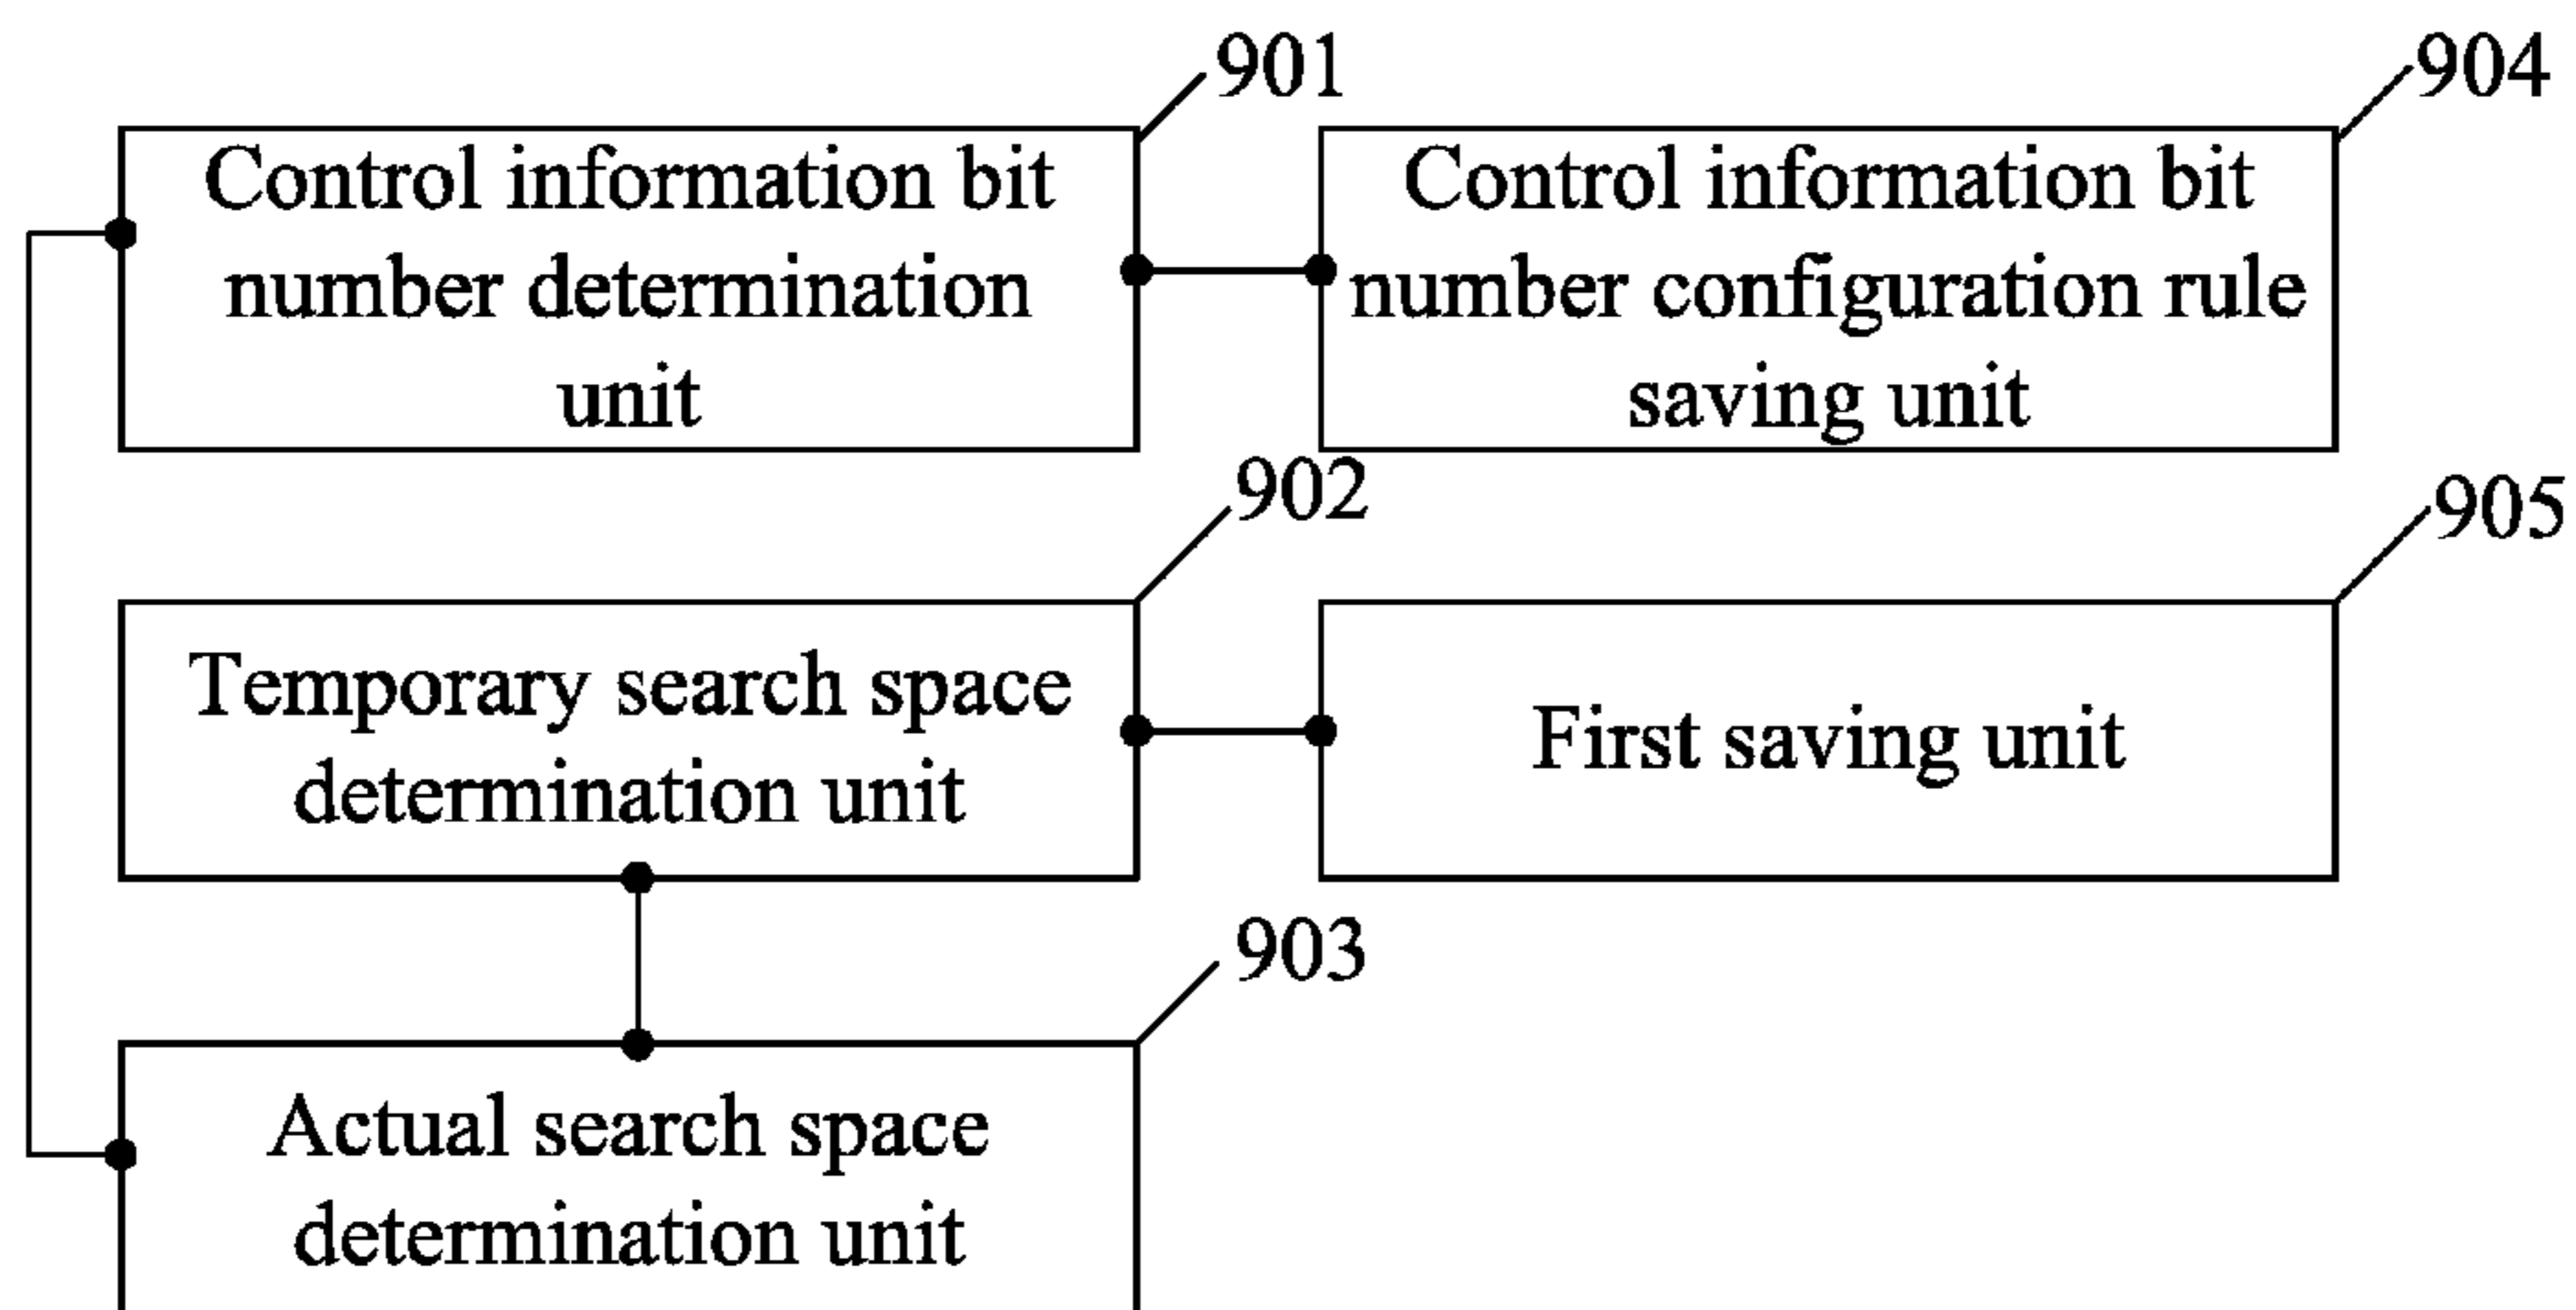 901
904
Control information bit
number determination
unit
Control information bit
number configuration rule
saving unit
902
905
Temporary search space
determination unit
First saving unit
903
Actual search space
determination unit